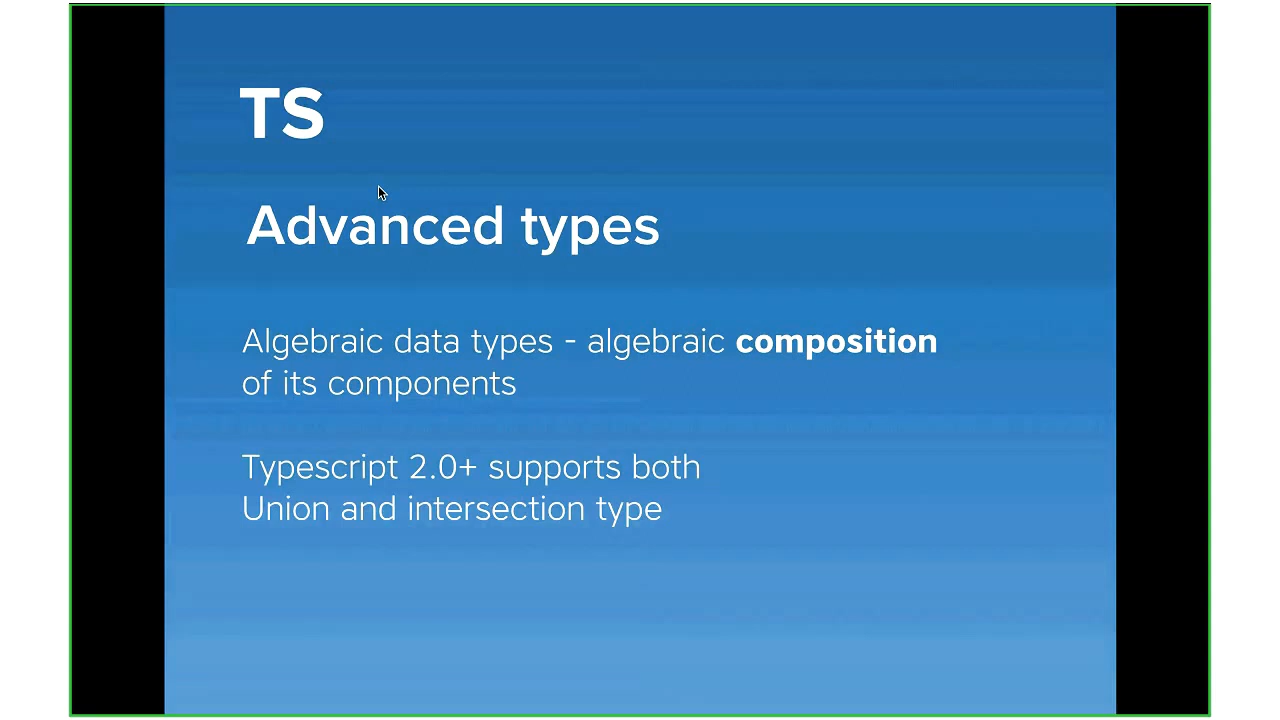 TS
Advanced types
Algebraic data types - algebraic composition
of its components
Typescript 2.0+ supports both
Union and intersection type